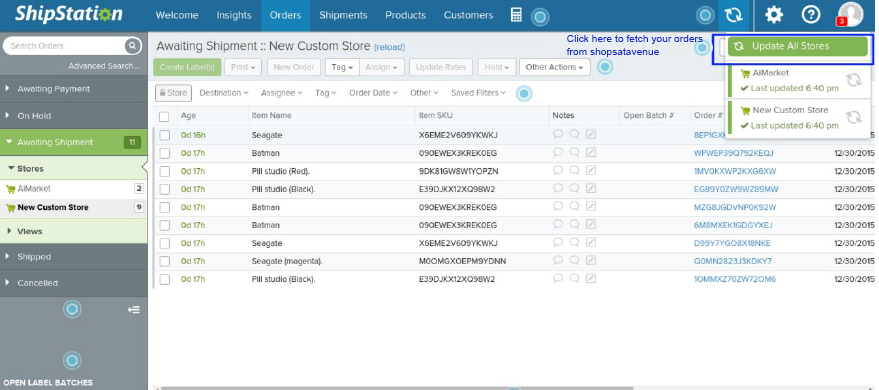 ShipStation Welcome Insights Orders Shipments Products Customers 3
Click here to fetch your orders
from shopsatavenue
Update All Stores
AiMarket
Last updated 6:40 pm
New Custom Store
Last updated 6:40 pm
Search Orders
Advanced Search...
Awaiting Payment
On Hold
Awaiting Shipment 11
Stores
AiMarket 2
New Custom Store 9
Views
Shipped
Cancelled
OPEN LABEL BATCHES
Awaiting Shipment :: New Custom Store (reload)
Create Label(s) Print New Order Tag Assign Update Rates Hold Other Actions
Store Destination Assignee Tag Order Date Other Saved Filters
Age Item Name Item SKU Notes Open Batch # Order #
0d 16h Seagate X6EME2V609YKWKJ
0d 17h Batman 090EWEX3KREK0EG WPWEP39Q792KEQJ 12/30/2015
0d 17h Pill studio (Red). 9DK81GW8W1YOPZN 1MV0KXWP2KXG6XW 12/30/2015
0d 17h Pill studio (Black). E39DJKX12XQ98W2 EG89Y0ZW9WZ89MW 12/30/2015
0d 17h Batman 090EWEX3KREK0EG MZG8JGDVNP0K92W 12/30/2015
0d 17h Batman 090EWEX3KREK0EG 6M8MXEK1GDGYXEJ 12/30/2015
0d 17h Seagate X6EME2V609YKWKJ D99Y7YGO8X18NKE 12/30/2015
0d 17h Seagate (magenta). M0OMGXOEPM9YDNN Q0MN2823J3KDKY7 12/30/2015
0d 17h Pill studio (Black). E39DJKX12XQ98W2 1OMMXZ70ZW72OM6 12/30/2015